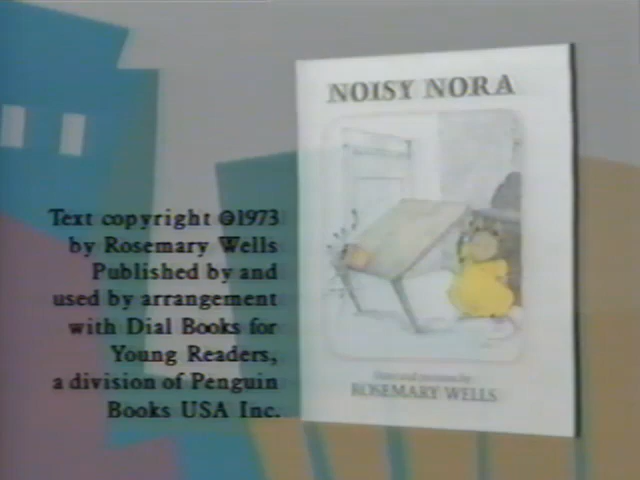 NOISY NORA
Text copyright ©1973
by Rosemary Wells
Published by and
used by arrangement
with Dial Books for
Young Readers,
a division of Penguin
Books USA Inc.
ROSEMARY WELLS